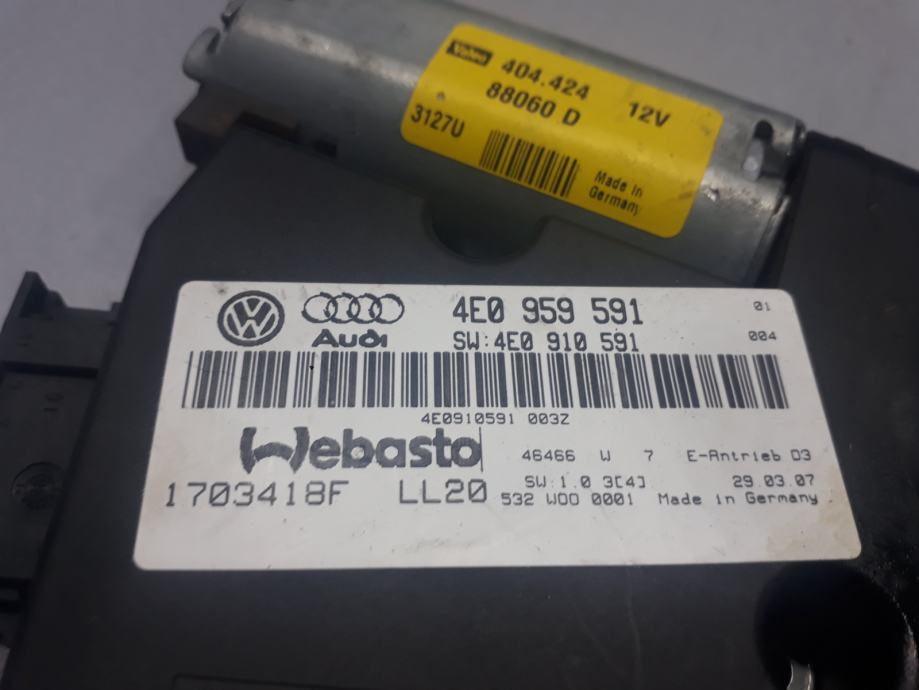 Valeo 404.424
88060 D 12V
3127U
Made in
Germany
4E0 959 591 01
Audi SW:4E0 910 591 004
4E0910591 003Z
Webasto 46466 W 7 E-Antrieb D3
SW 1.0 3[4] 29.03.07
1703418F LL20 532 W00 0001 Made in Germany